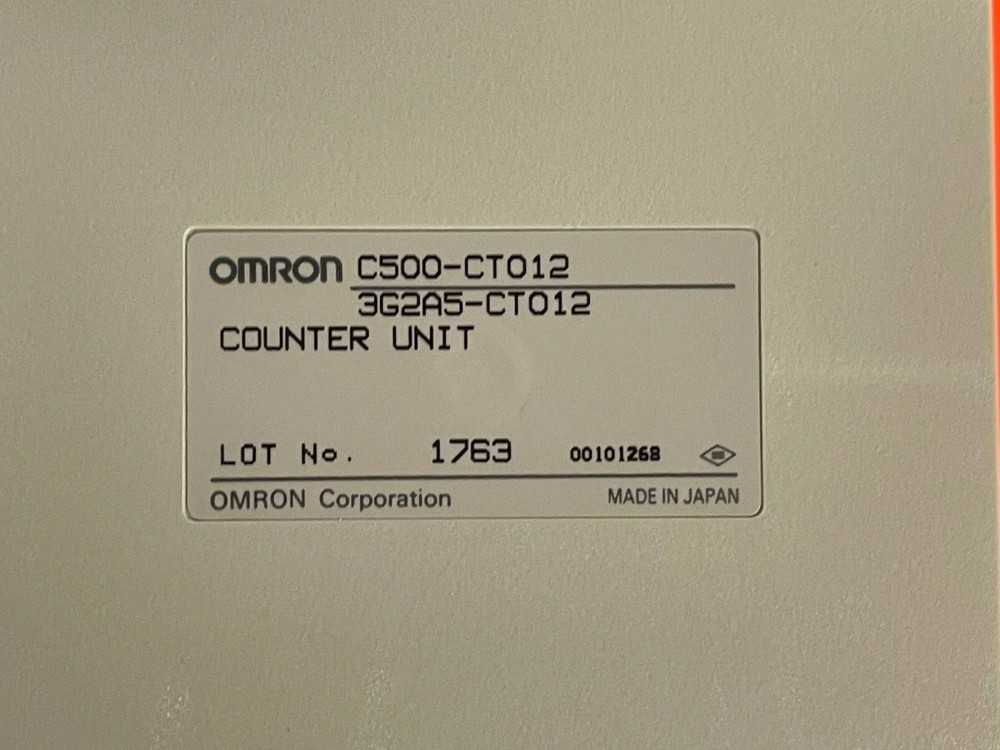 OMRON C500-CT012
3G2A5-CT012
COUNTER UNIT
LOT No. 1763 00101268
OMRON Corporation MADE IN JAPAN